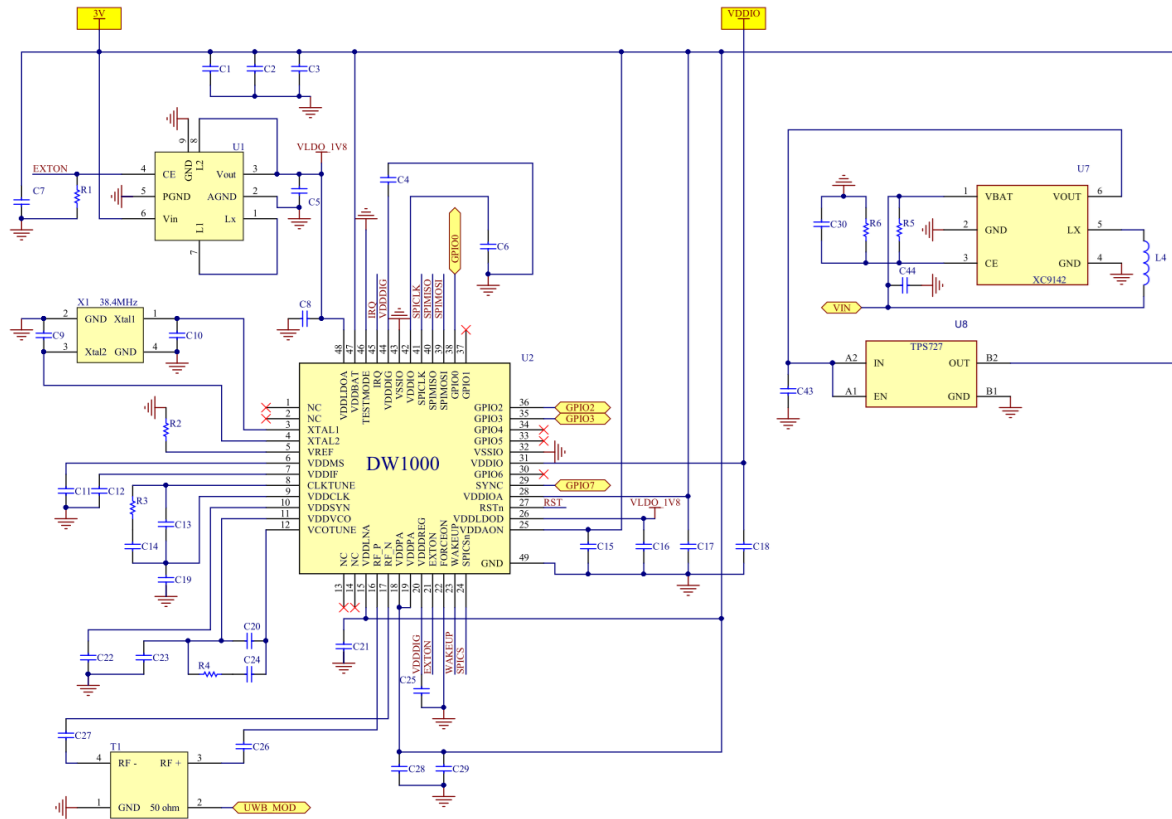 3V
VDDIO
C1
C2
C3
U1
9
8
GND
L2
EXTON
4
CE
Vout
3
VLDO_1V8
R1
C7
5
PGND
AGND
2
C5
6
Vin
Lx
1
L1
7
C4
C6
GPIO0
U7
1
VBAT
VOUT
6
2
GND
LX
5
3
CE
GND
4
XC9142
C30
R6
R5
C44
L4
VIN
U8
TPS727
A2
IN
OUT
B2
A1
EN
GND
B1
C43
X1
38.4MHz
2
GND
Xtal1
1
3
Xtal2
GND
4
C9
C10
C8
IRQ
VDDDIG
SPICLK
SPIMISO
SPIMOSI
U2
48
47
46
45
44
43
42
41
40
39
38
37
VDDLDOA
VDDBAT
TESTMODE
IRQ
VDDDIG
VSSIO
VDDIO
SPICLK
SPIMISO
SPIMOSI
GPIO0
GPIO1
DW1000
1
NC
2
NC
3
XTAL1
4
XTAL2
5
VREF
6
VDDMS
7
VDDIF
8
CLKTUNE
9
VDDCLK
10
VDDSYN
11
VDDVCO
12
VCOTUNE
GPIO2
36
GPIO2
GPIO3
35
GPIO3
GPIO4
34
GPIO5
33
VSSIO
32
VDDIO
31
GPIO6
30
SYNC
29
GPIO7
VDDIOA
28
RSTn
27
RST
VDDLDOD
26
VLDO_1V8
VDDAON
25
GND
49
NC
NC
VDDLNA
RF_P
RF_N
VDDPA
VDDPA
VDDDREG
EXTON
FORCEON
WAKEUP
SPICSn
13
14
15
16
17
18
19
20
21
22
23
24
VDDDIG
EXTON
WAKEUP
SPICS
R2
C11
C12
R3
C13
C14
C19
C15
C16
C17
C18
C20
C21
C22
C23
R4
C24
C25
C27
C26
C28
C29
T1
4
RF -
RF +
3
1
GND
50 ohm
2
UWB_MOD